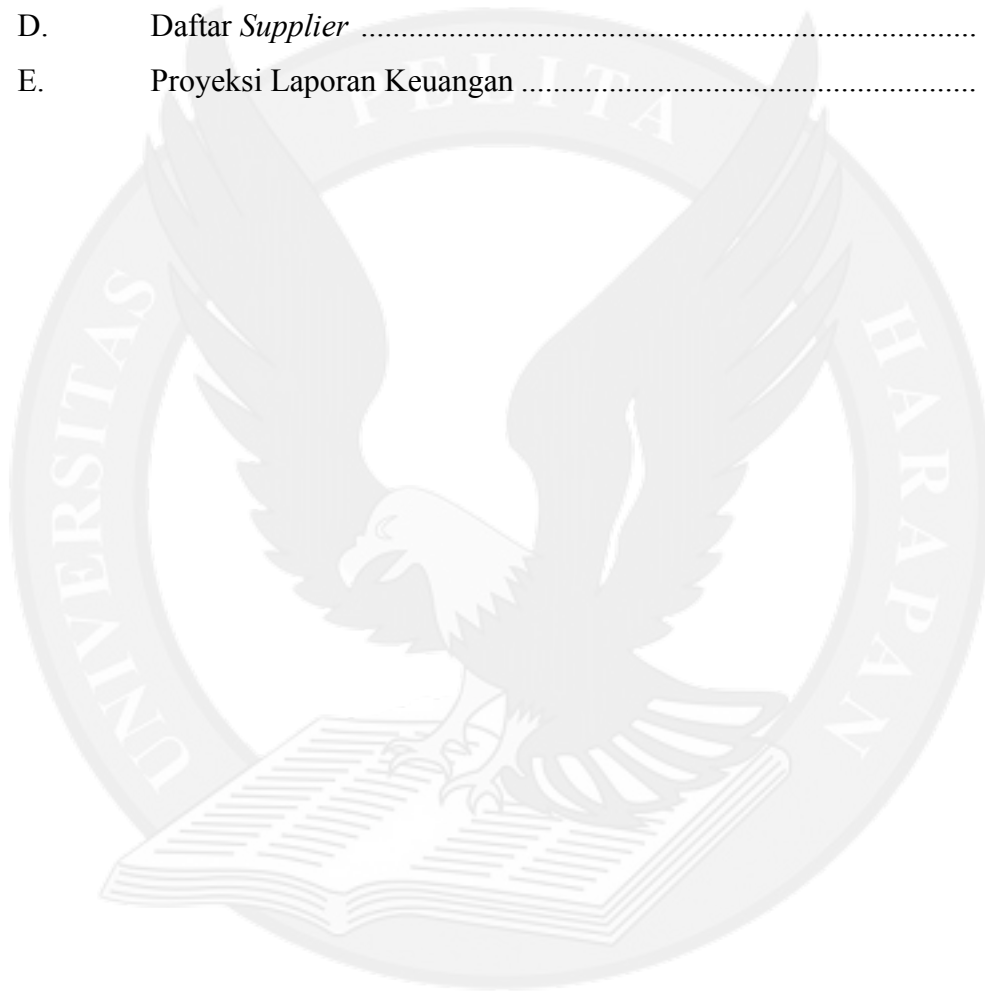 D. Daftar Supplier ................................................................................
E. Proyeksi Laporan Keuangan ...........................................................
PELITA
UNIVERSITAS
HARAPAN